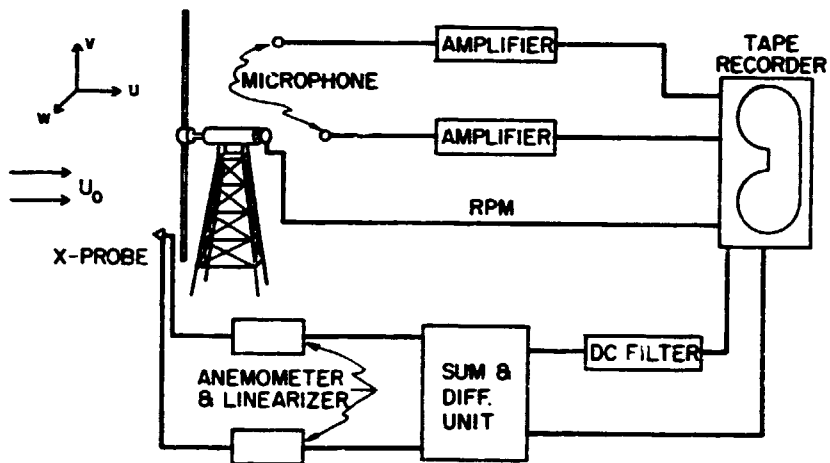 v
u
w
U₀
MICROPHONE
AMPLIFIER
AMPLIFIER
TAPE
RECORDER
RPM
X-PROBE
ANEMOMETER
& LINEARIZER
SUM &
DIFF.
UNIT
DC FILTER